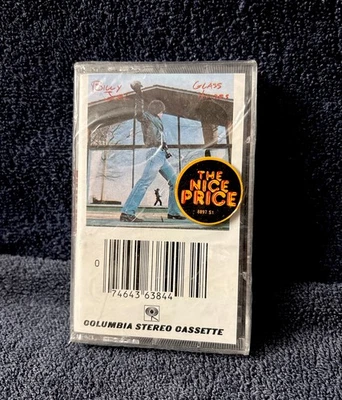 Billy Glass
Joel Houses
THE
NICE
PRICE
0
74643 63844
COLUMBIA STEREO CASSETTE